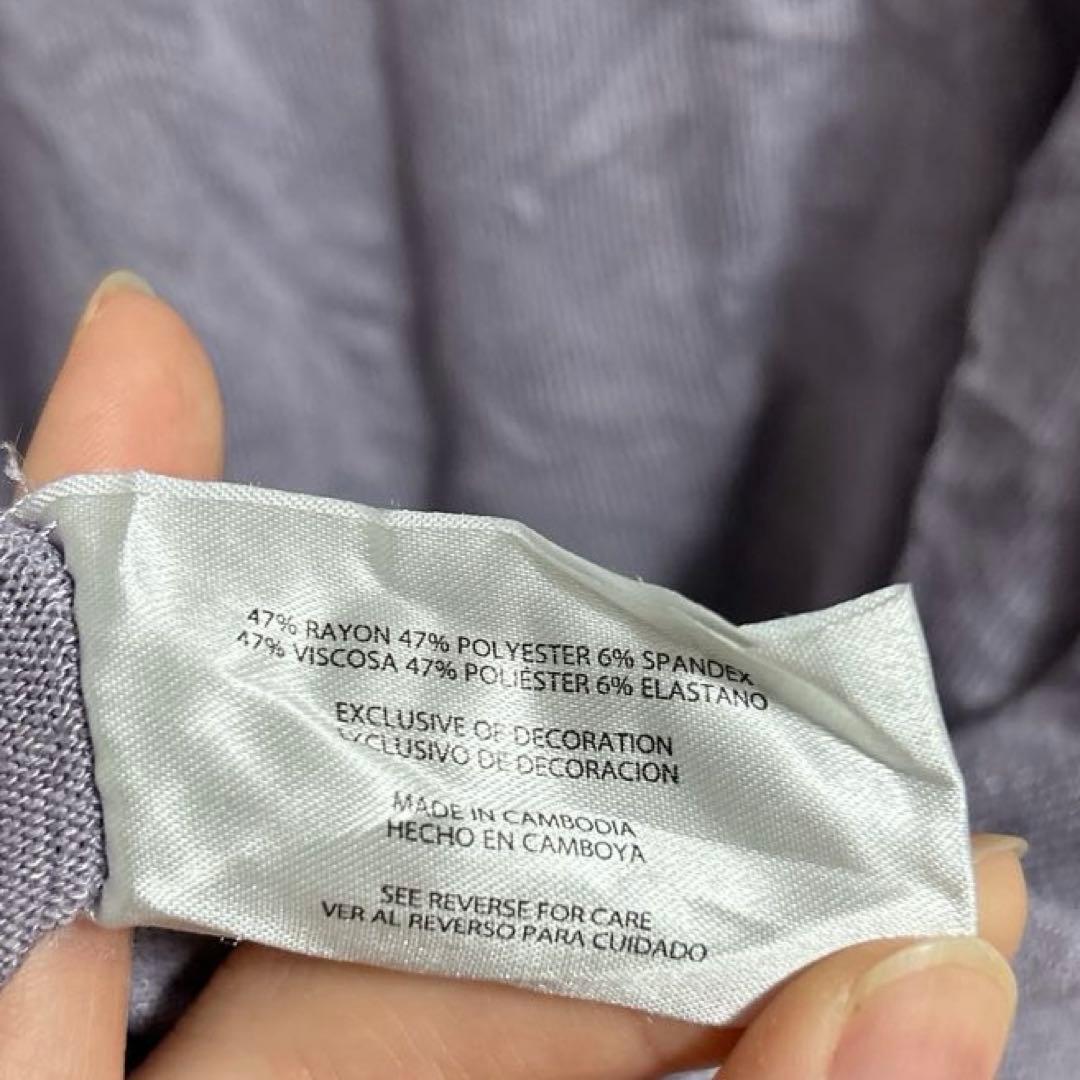 47% RAYON 47% POLYESTER 6% SPANDEX
47% VISCOSA 47% POLIÉSTER 6% ELASTANO
EXCLUSIVE OF DECORATION
EXCLUSIVO DE DECORACION
MADE IN CAMBODIA
HECHO EN CAMBOYA
SEE REVERSE FOR CARE
VER AL REVERSO PARA CUIDADO